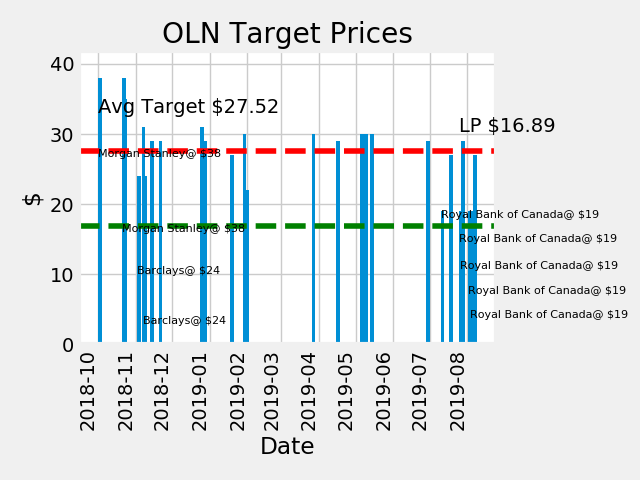 OLN Target Prices
40
Avg Target $27.52
LP $16.89
30
Morgan Stanley@ $38
20
Royal Bank of Canada@ $19
Morgan Stanley@ $38
Royal Bank of Canada@ $19
Barclays@ $24
Royal Bank of Canada@ $19
10
Royal Bank of Canada@ $19
Barclays@ $24
Royal Bank of Canada@ $19
0
$
2018-10
2018-11
2018-12
2019-01
2019-02
2019-03
2019-04
2019-05
2019-06
2019-07
2019-08
Date